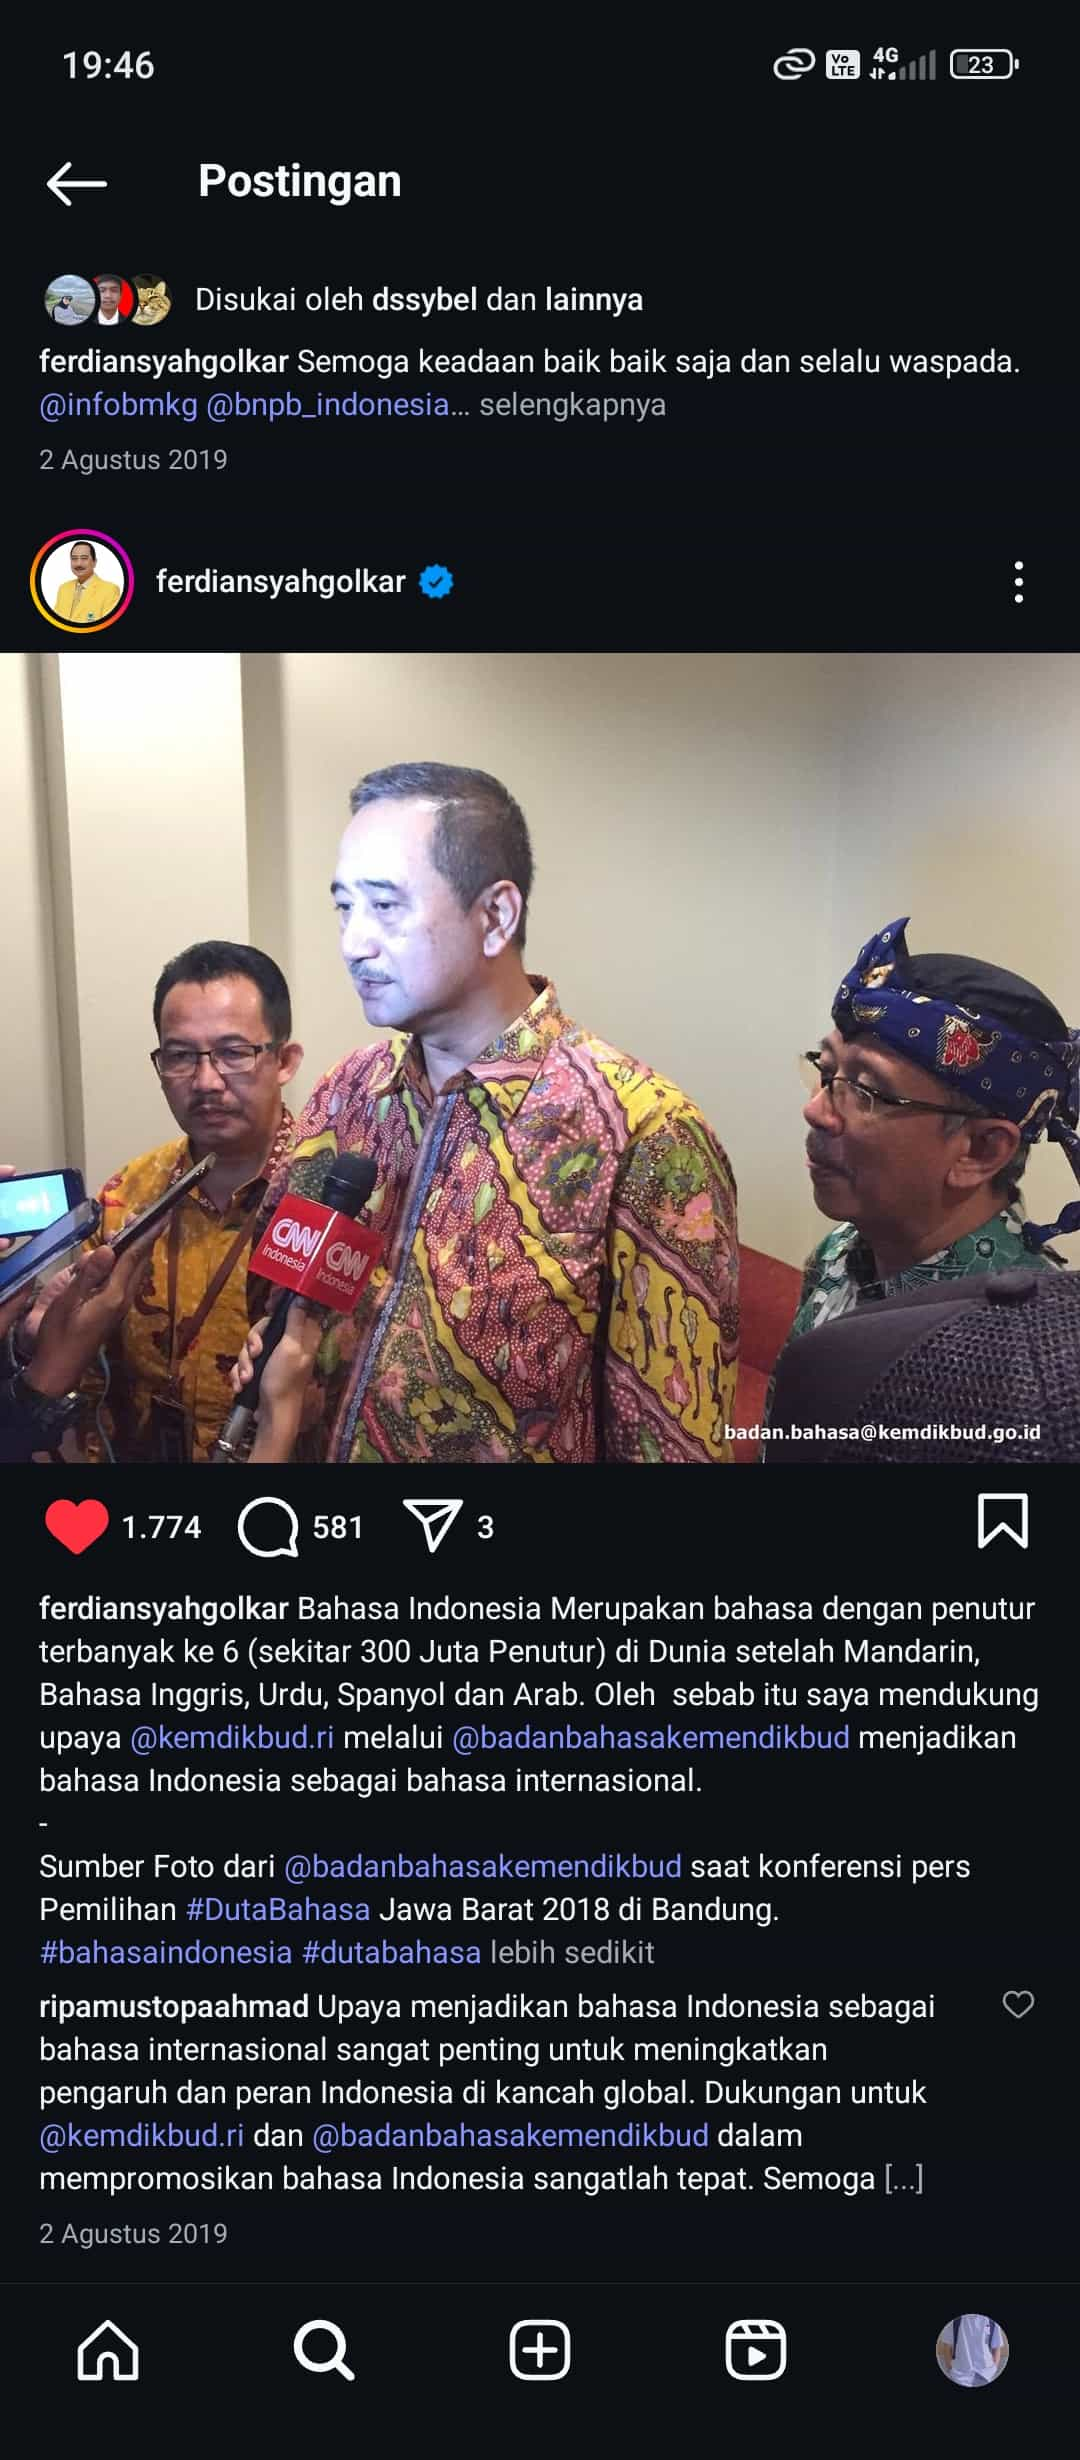 19:46
Vo
LTE
4G
23
Postingan
Disukai oleh dssybel dan lainnya
ferdiansyahgolkar Semoga keadaan baik baik saja dan selalu waspada.
@infobmkg @bnpb_indonesia... selengkapnya
2 Agustus 2019
ferdiansyahgolkar
CNN Indonesia
CNN Indonesia
badan.bahasa@kemdikbud.go.id
1.774
581
3
ferdiansyahgolkar Bahasa Indonesia Merupakan bahasa dengan penutur
terbanyak ke 6 (sekitar 300 Juta Penutur) di Dunia setelah Mandarin,
Bahasa Inggris, Urdu, Spanyol dan Arab. Oleh  sebab itu saya mendukung
upaya @kemdikbud.ri melalui @badanbahasakemendikbud menjadikan
bahasa Indonesia sebagai bahasa internasional.
-
Sumber Foto dari @badanbahasakemendikbud saat konferensi pers
Pemilihan #DutaBahasa Jawa Barat 2018 di Bandung.
#bahasaindonesia #dutabahasa lebih sedikit
ripamustopaahmad Upaya menjadikan bahasa Indonesia sebagai
bahasa internasional sangat penting untuk meningkatkan
pengaruh dan peran Indonesia di kancah global. Dukungan untuk
@kemdikbud.ri dan @badanbahasakemendikbud dalam
mempromosikan bahasa Indonesia sangatlah tepat. Semoga [...]
2 Agustus 2019